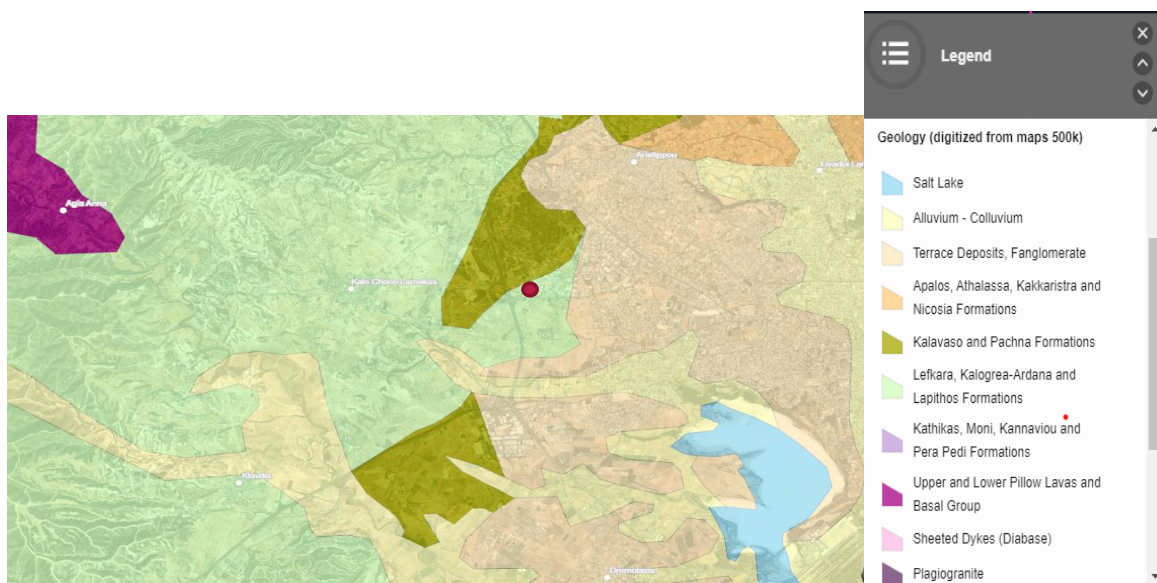 Legend
Geology (digitized from maps 500k)
Salt Lake
Alluvium - Colluvium
Terrace Deposits, Fanglomerate
Apalos, Athalassa, Kakkaristra and
Nicosia Formations
Kalavaso and Pachna Formations
Lefkara, Kalogrea-Ardana and
Lapithos Formations
Kathikas, Moni, Kannaviou and
Pera Pedi Formations
Upper and Lower Pillow Lavas and
Basal Group
Sheeted Dykes (Diabase)
Plagiogranite
Aradippou
Agia Anna
Kalo Chorio Larnakas
Klavdia
Dromolaxia